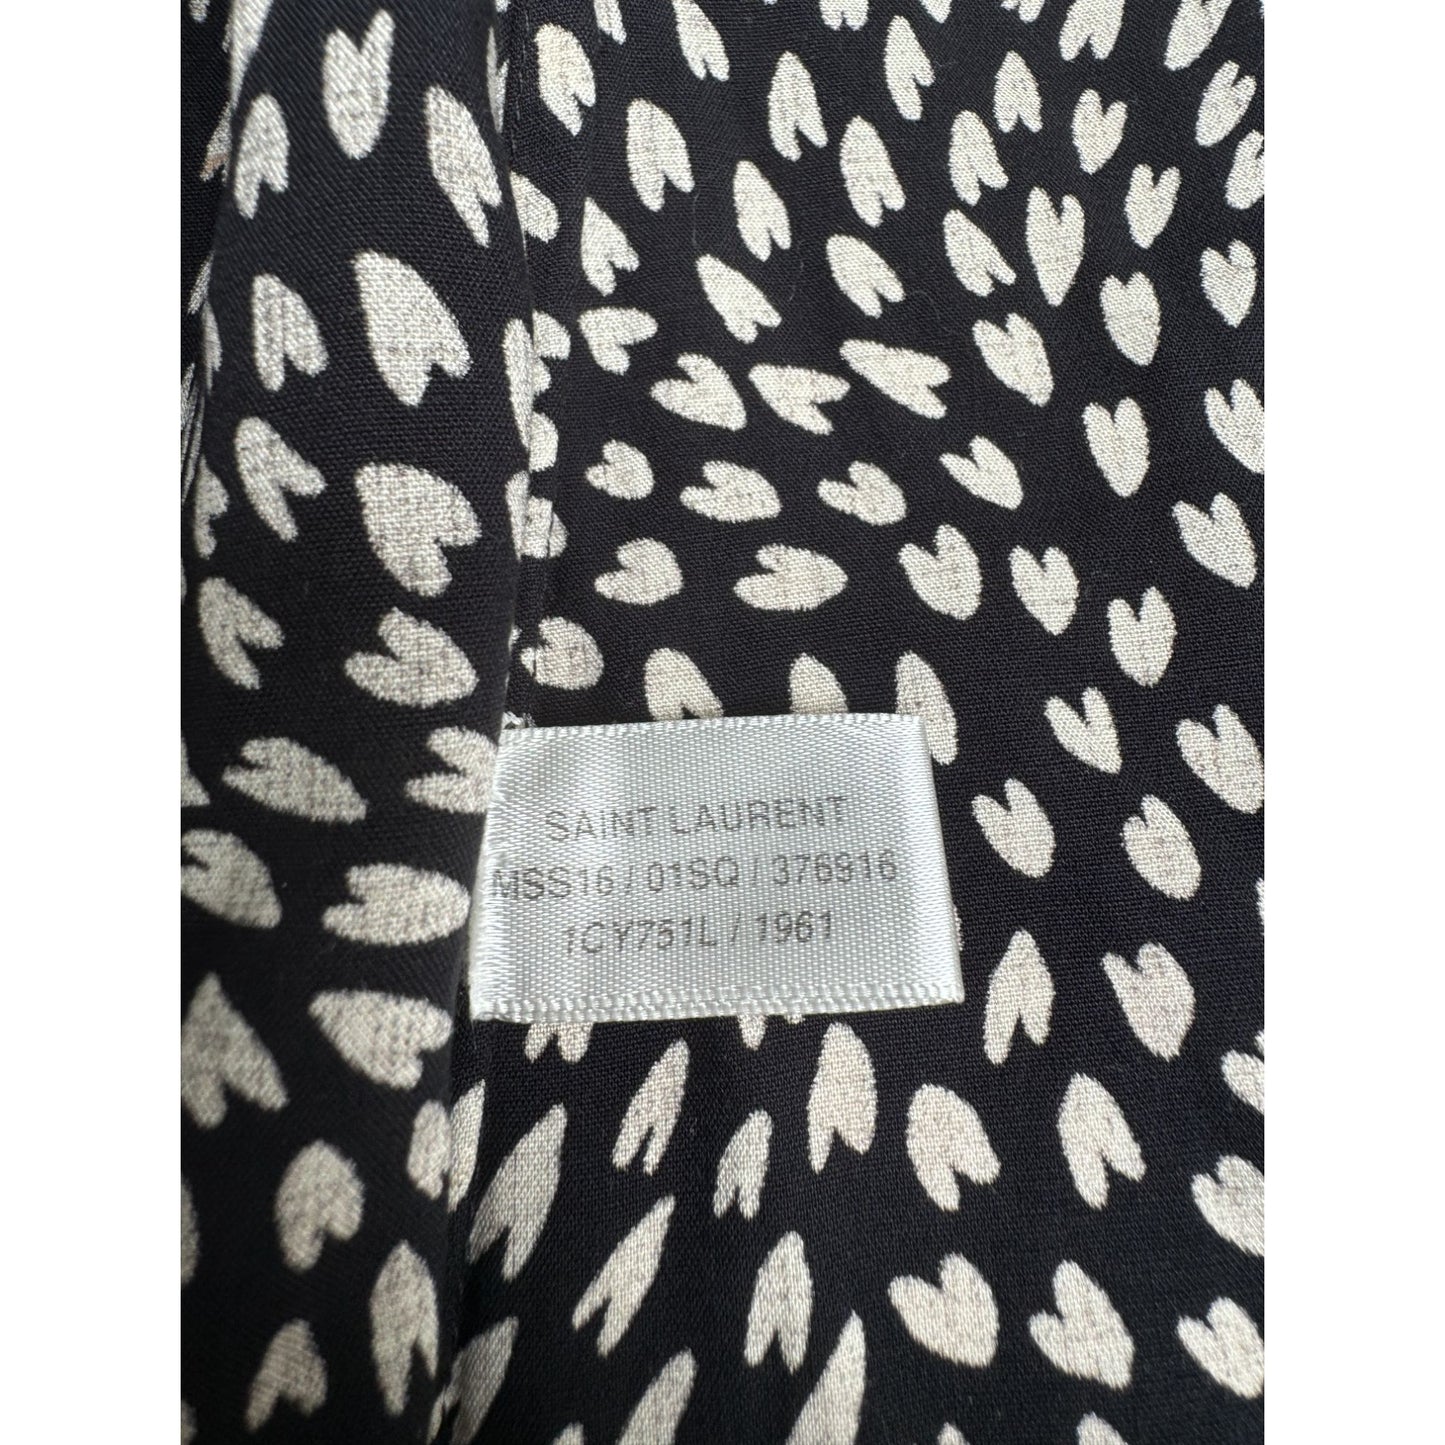 SAINT LAURENT
MSS16 / 01SQ / 376916
1CY751L / 1961